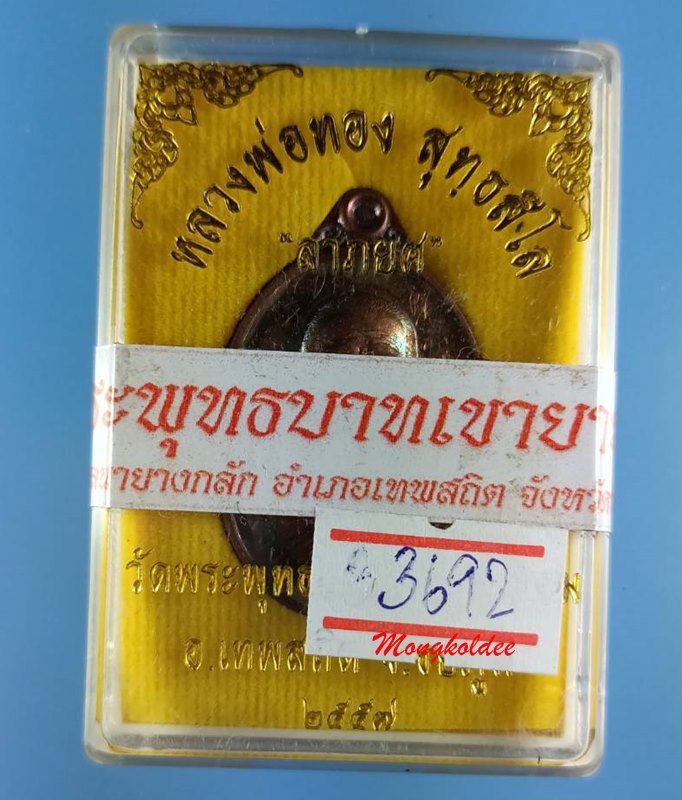 หลวงพ่อทอง สุทธสีโล
"ลาภยศ"
ระพุทธบาทเขายา
นายางกลัก อำเภอเทพสถิต จังหวัด
3692
วัดพระพุทธ
Mongkoldee
อ.เทพสถิต จ.ชัยภูมิ
๒๕๕๗